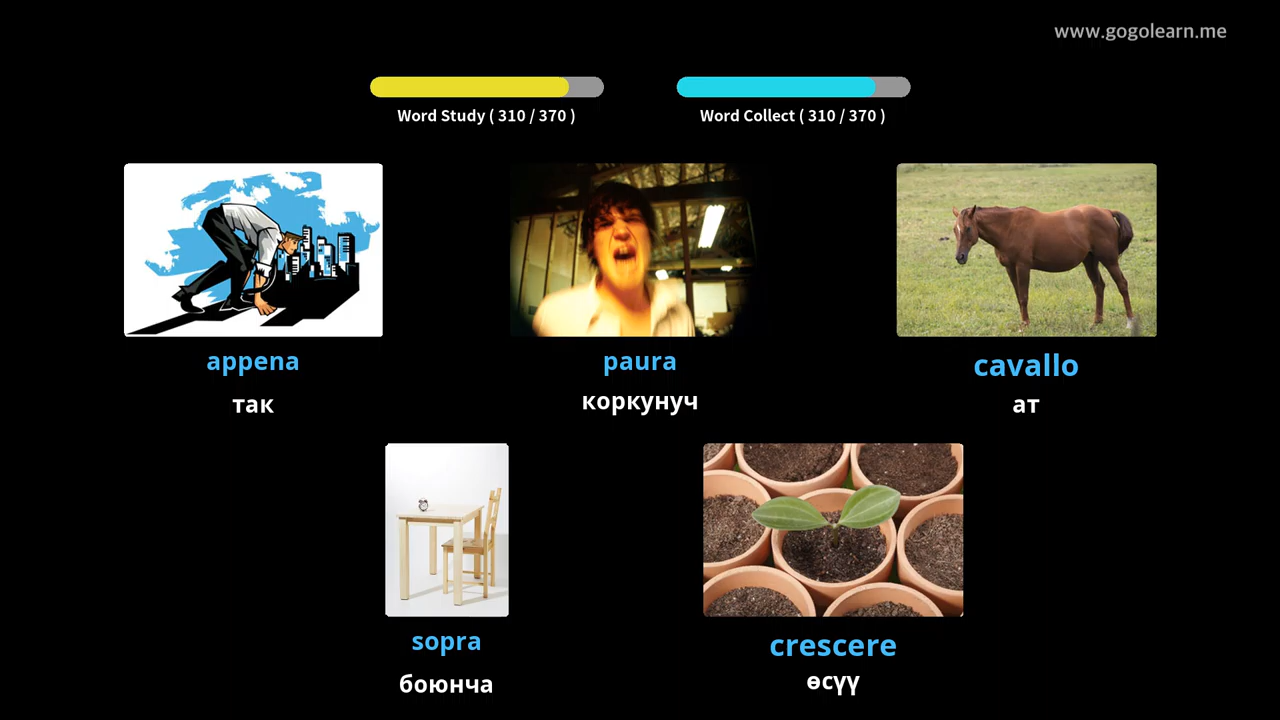 www.gogolearn.me
Word Study ( 310 / 370 )
Word Collect ( 310 / 370 )
appena
paura
cavallo
так
коркунуч
ат
sopra
crescere
боюнча
өсүү